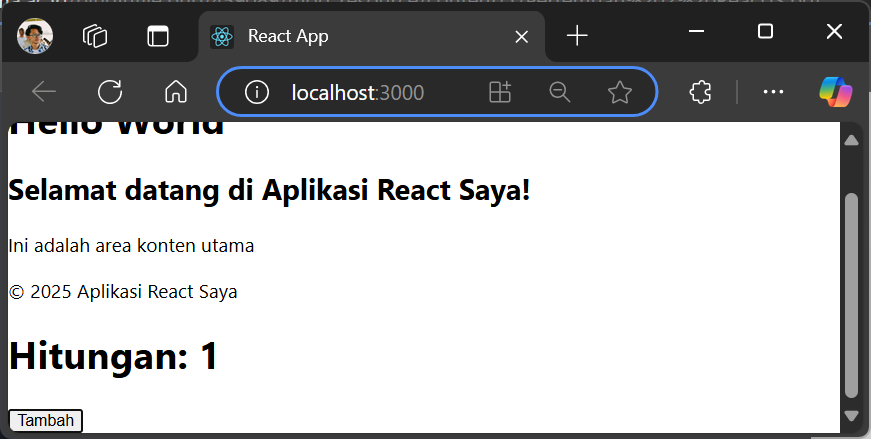 React App
localhost:3000
Hello World
Selamat datang di Aplikasi React Saya!
Ini adalah area konten utama
© 2025 Aplikasi React Saya
Hitungan: 1
Tambah